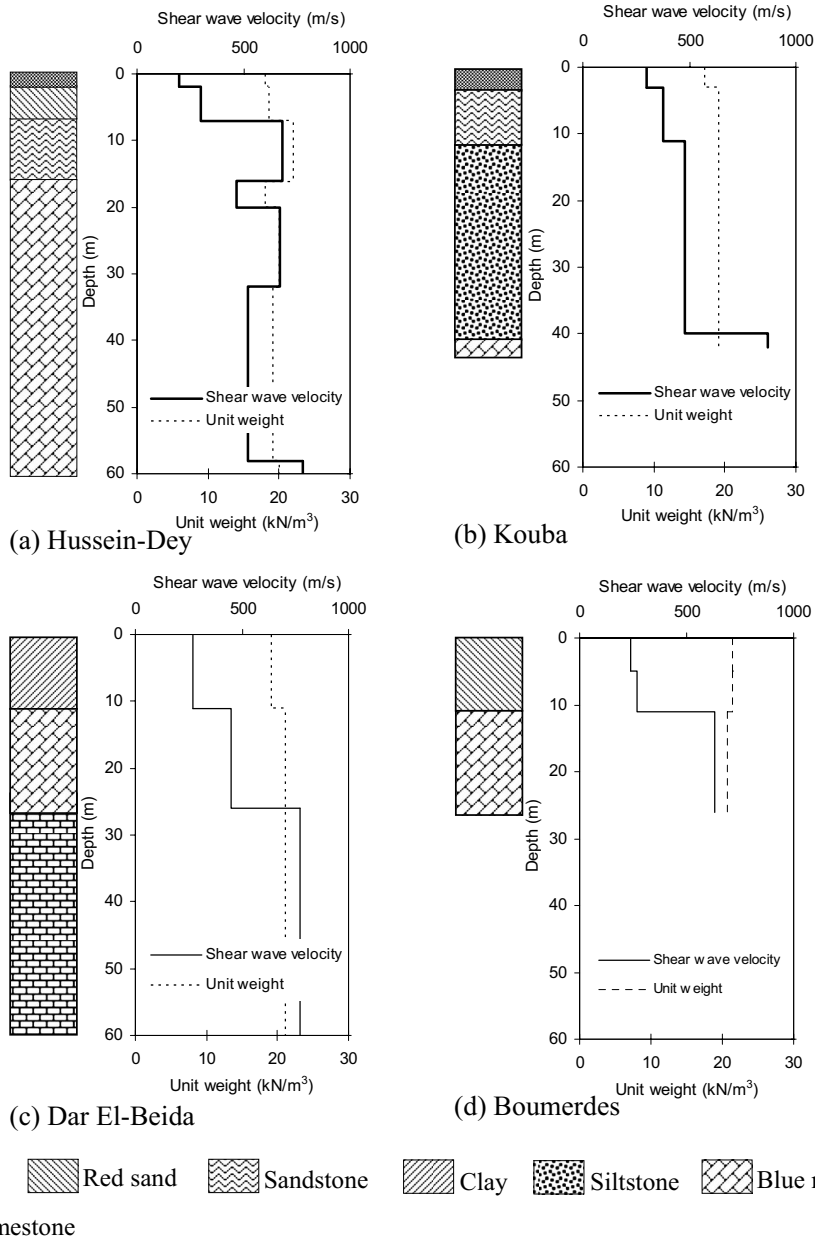 Shear wave velocity (m/s)
0 500 1000
0
10
20
30
40
50
60
Depth (m)
Shear wave velocity
Unit weight
0 10 20 30
Unit weight (kN/m³)
(a) Hussein-Dey
Shear wave velocity (m/s)
0 500 1000
0
10
20
30
40
50
60
Depth (m)
Shear wave velocity
Unit weight
0 10 20 30
Unit weight (kN/m³)
(b) Kouba
Shear wave velocity (m/s)
0 500 1000
0
10
20
30
40
50
60
Depth (m)
Shear wave velocity
Unit weight
0 10 20 30
Unit weight (kN/m³)
(c) Dar El-Beida
Shear wave velocity (m/s)
0 500 1000
0
10
20
30
40
50
60
Depth (m)
Shear wave velocity
Unit weight
0 10 20 30
Unit weight (kN/m³)
(d) Boumerdes
Red sand Sandstone Clay Siltstone Blue